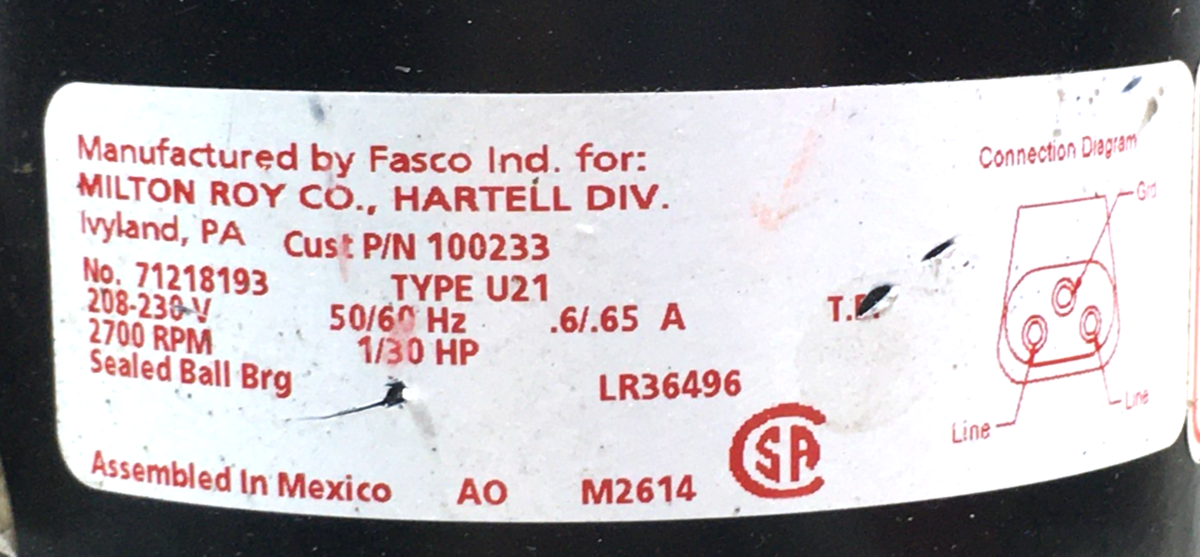 Manufactured by Fasco Ind. for:
MILTON ROY CO., HARTELL DIV.
Ivyland, PA Cust P/N 100233
No. 71218193 TYPE U21
208-230 V 50/60 Hz .6/.65 A
2700 RPM 1/30 HP
Sealed Ball Brg LR36496
Assembled In Mexico AO M2614
CSA
Connection Diagram
Grd
Line
Line